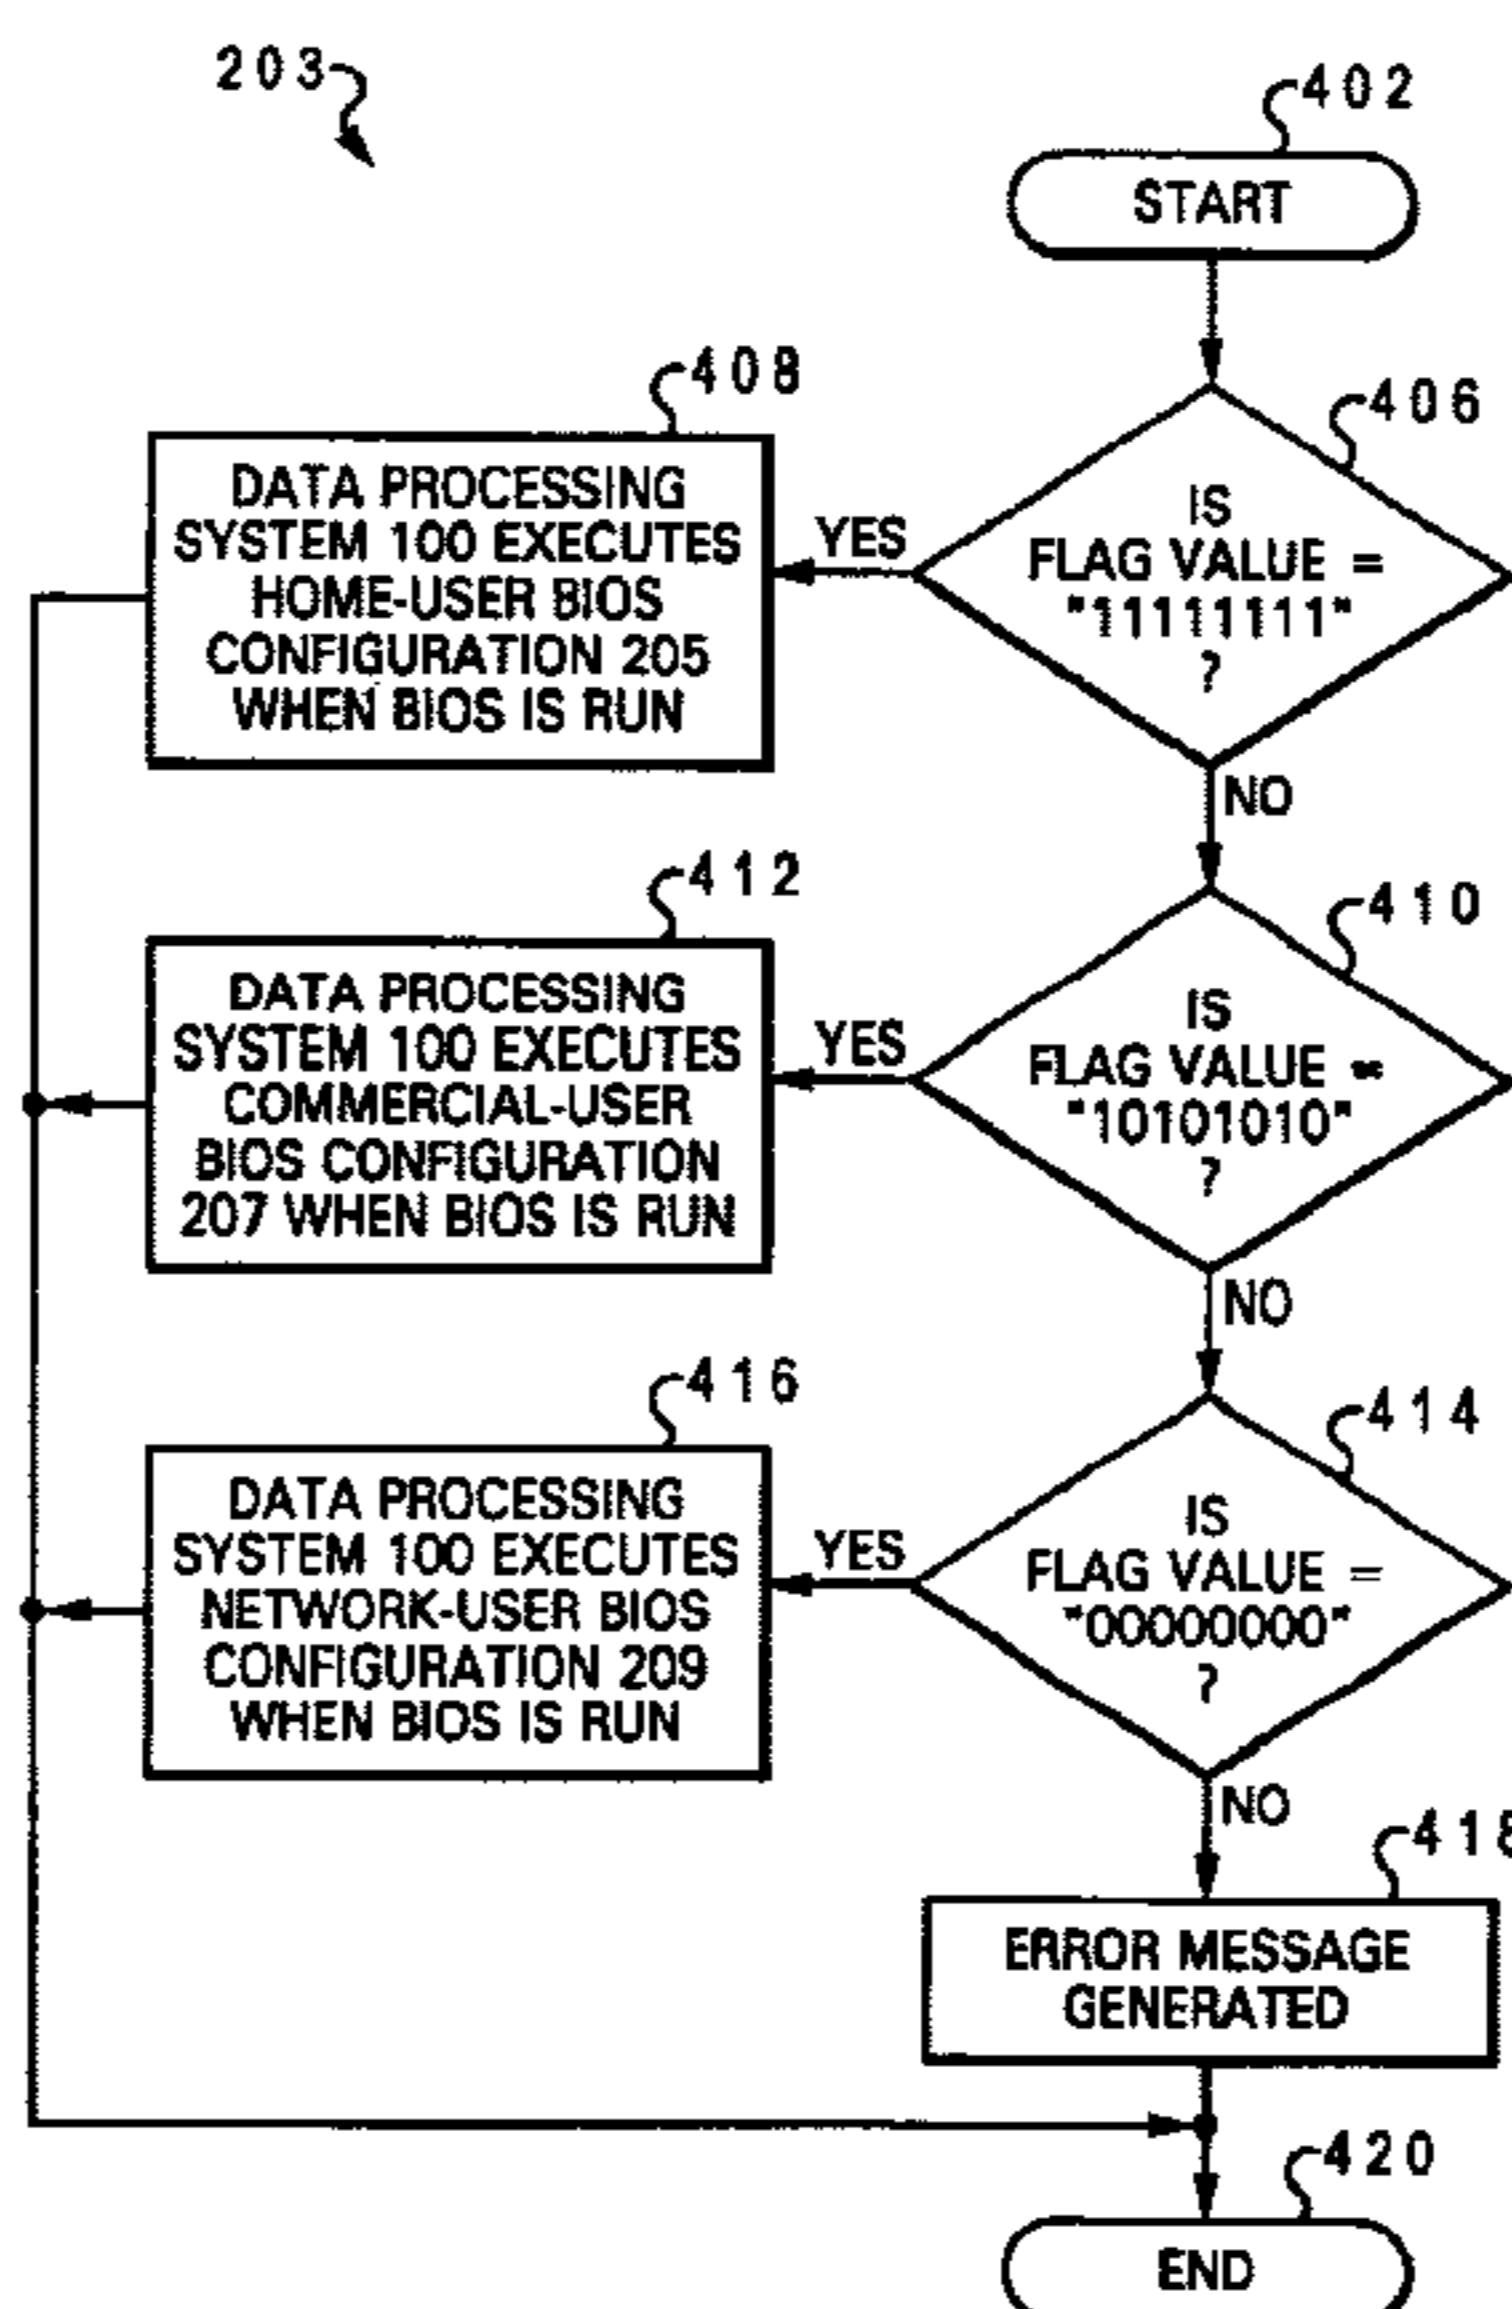 203
402
START
408
406
DATA PROCESSING
SYSTEM 100 EXECUTES
HOME-USER BIOS
CONFIGURATION 205
WHEN BIOS IS RUN
YES
IS
FLAG VALUE =
"11111111"
?
NO
412
410
DATA PROCESSING
SYSTEM 100 EXECUTES
COMMERCIAL-USER
BIOS CONFIGURATION
207 WHEN BIOS IS RUN
YES
IS
FLAG VALUE =
"10101010"
?
NO
416
414
DATA PROCESSING
SYSTEM 100 EXECUTES
NETWORK-USER BIOS
CONFIGURATION 209
WHEN BIOS IS RUN
YES
IS
FLAG VALUE =
"00000000"
?
NO
418
ERROR MESSAGE
GENERATED
420
END